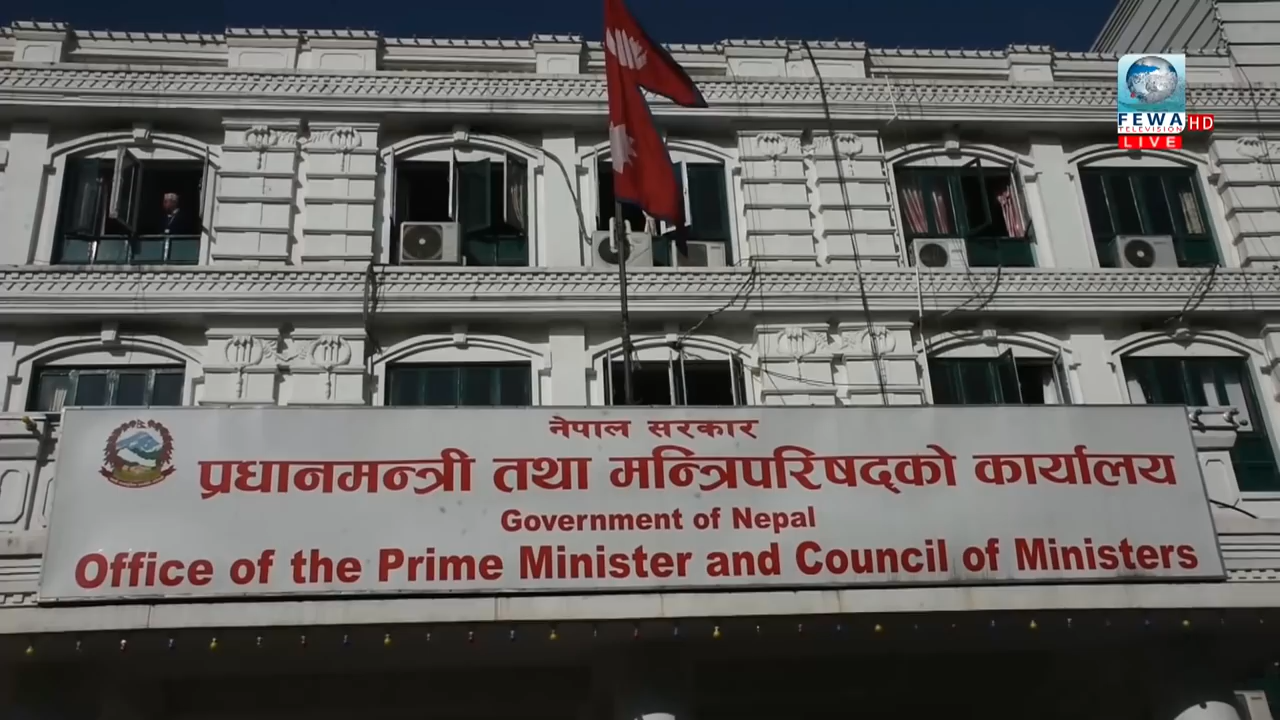 FEWA HD
TELEVISION
LIVE
नेपाल सरकार
प्रधानमन्त्री तथा मन्त्रिपरिषद्को कार्यालय
Government of Nepal
Office of the Prime Minister and Council of Ministers